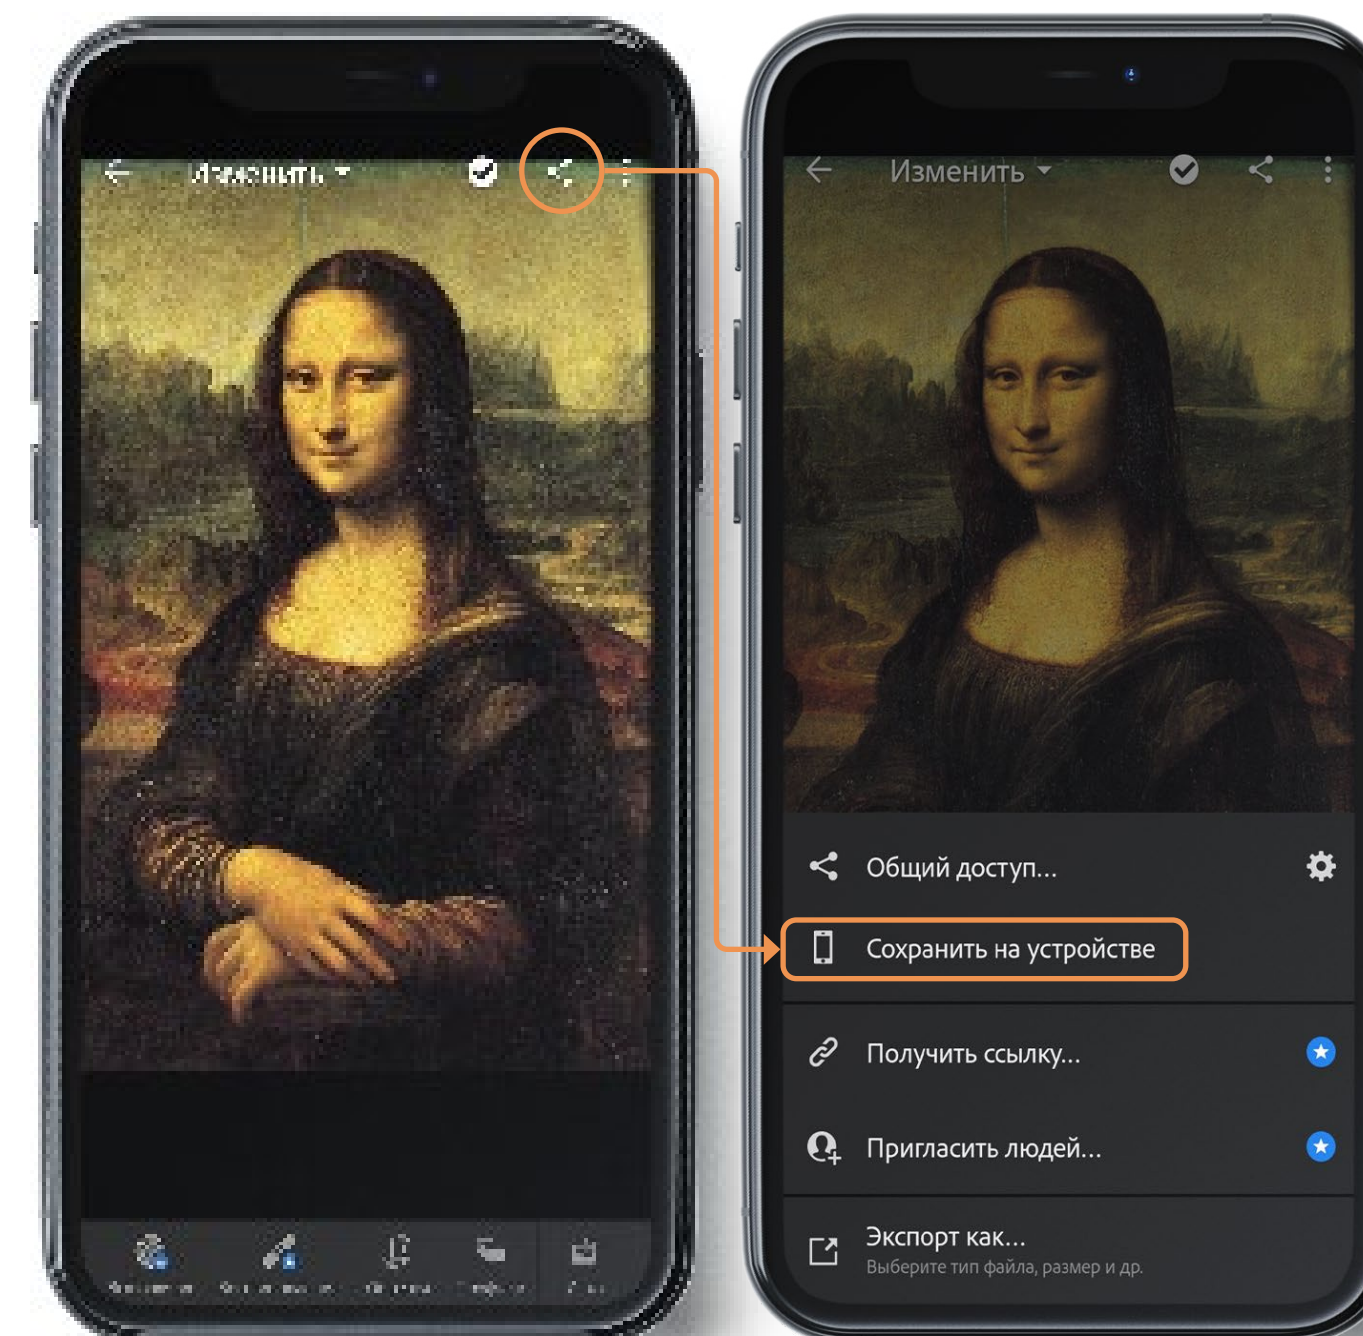 Изменить
Изменить
Общий доступ...
Сохранить на устройстве
Получить ссылку...
Пригласить людей...
Экспорт как...
Выберите тип файла, размер и др.